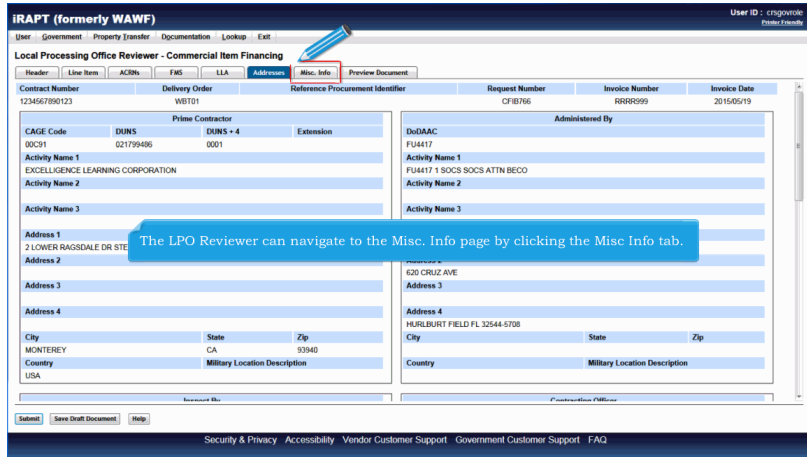 iRAPT (formerly WAWF)
User ID : crsgovrole
Printer Friendly
User Government Property Transfer Documentation Lookup Exit
Local Processing Office Reviewer - Commercial Item Financing
Header Line Item ACRNs FMS LLA Addresses Misc. Info Preview Document
Contract Number Delivery Order Reference Procurement Identifier Request Number Invoice Number Invoice Date
1234567890123 WBT01 CFIB766 RRRR999 2015/05/19
Prime Contractor
CAGE Code DUNS DUNS + 4 Extension
00C91 021799486 0001
Activity Name 1
EXCELLIGENCE LEARNING CORPORATION
Activity Name 2
Activity Name 3
Address 1
2 LOWER RAGSDALE DR STE
Address 2
Address 3
Address 4
City State Zip
MONTEREY CA 93940
Country Military Location Description
USA
Administered By
DoDAAC
FU4417
Activity Name 1
FU4417 1 SOCS SOCS ATTN BECO
Activity Name 2
Activity Name 3
The LPO Reviewer can navigate to the Misc. Info page by clicking the Misc Info tab.
Address 2
620 CRUZ AVE
Address 3
Address 4
HURLBURT FIELD FL 32544-5708
City State Zip
Country Military Location Description
Inspect By Contracting Officer
Submit Save Draft Document Help
Security & Privacy Accessibility Vendor Customer Support Government Customer Support FAQ